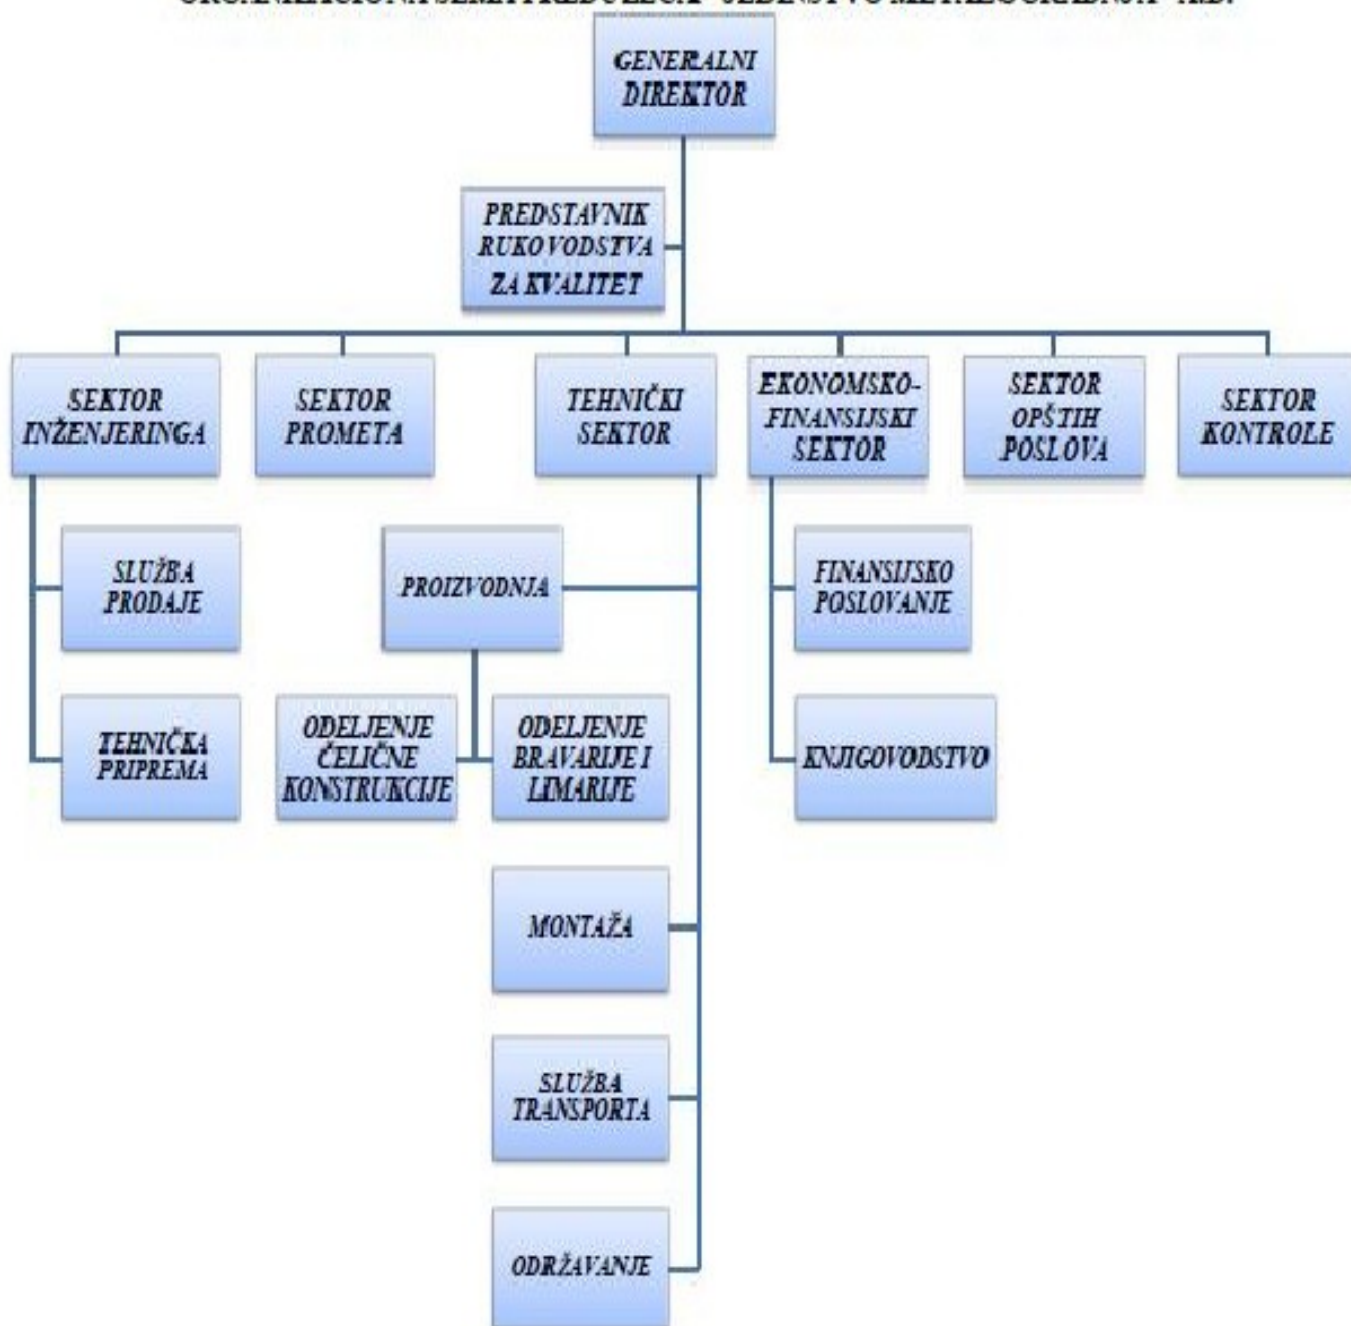 GENERALNI
DIREKTOR
PREDSTAVNIK
RUKOVODSTVA
ZA KVALITET
SEKTOR
INŽENJERINGA
SEKTOR
PROMETA
TEHNIČKI
SEKTOR
EKONOMSKO-
FINANSIJSKI
SEKTOR
SEKTOR
OPŠTIH
POSLOVA
SEKTOR
KONTROLE
SLUŽBA
PRODAJE
PROIZVODNJA
FINANSIJSKO
POSLOVANJE
TEHNIČKA
PRIPREMA
ODELJENJE
ČELIČNE
KONSTRUKCIJE
ODELJENJE
BRAVARIJE I
LIMARIJE
KNJIGOVODSTVO
MONTAŽA
SLUŽBA
TRANSPORTA
ODRŽAVANJE